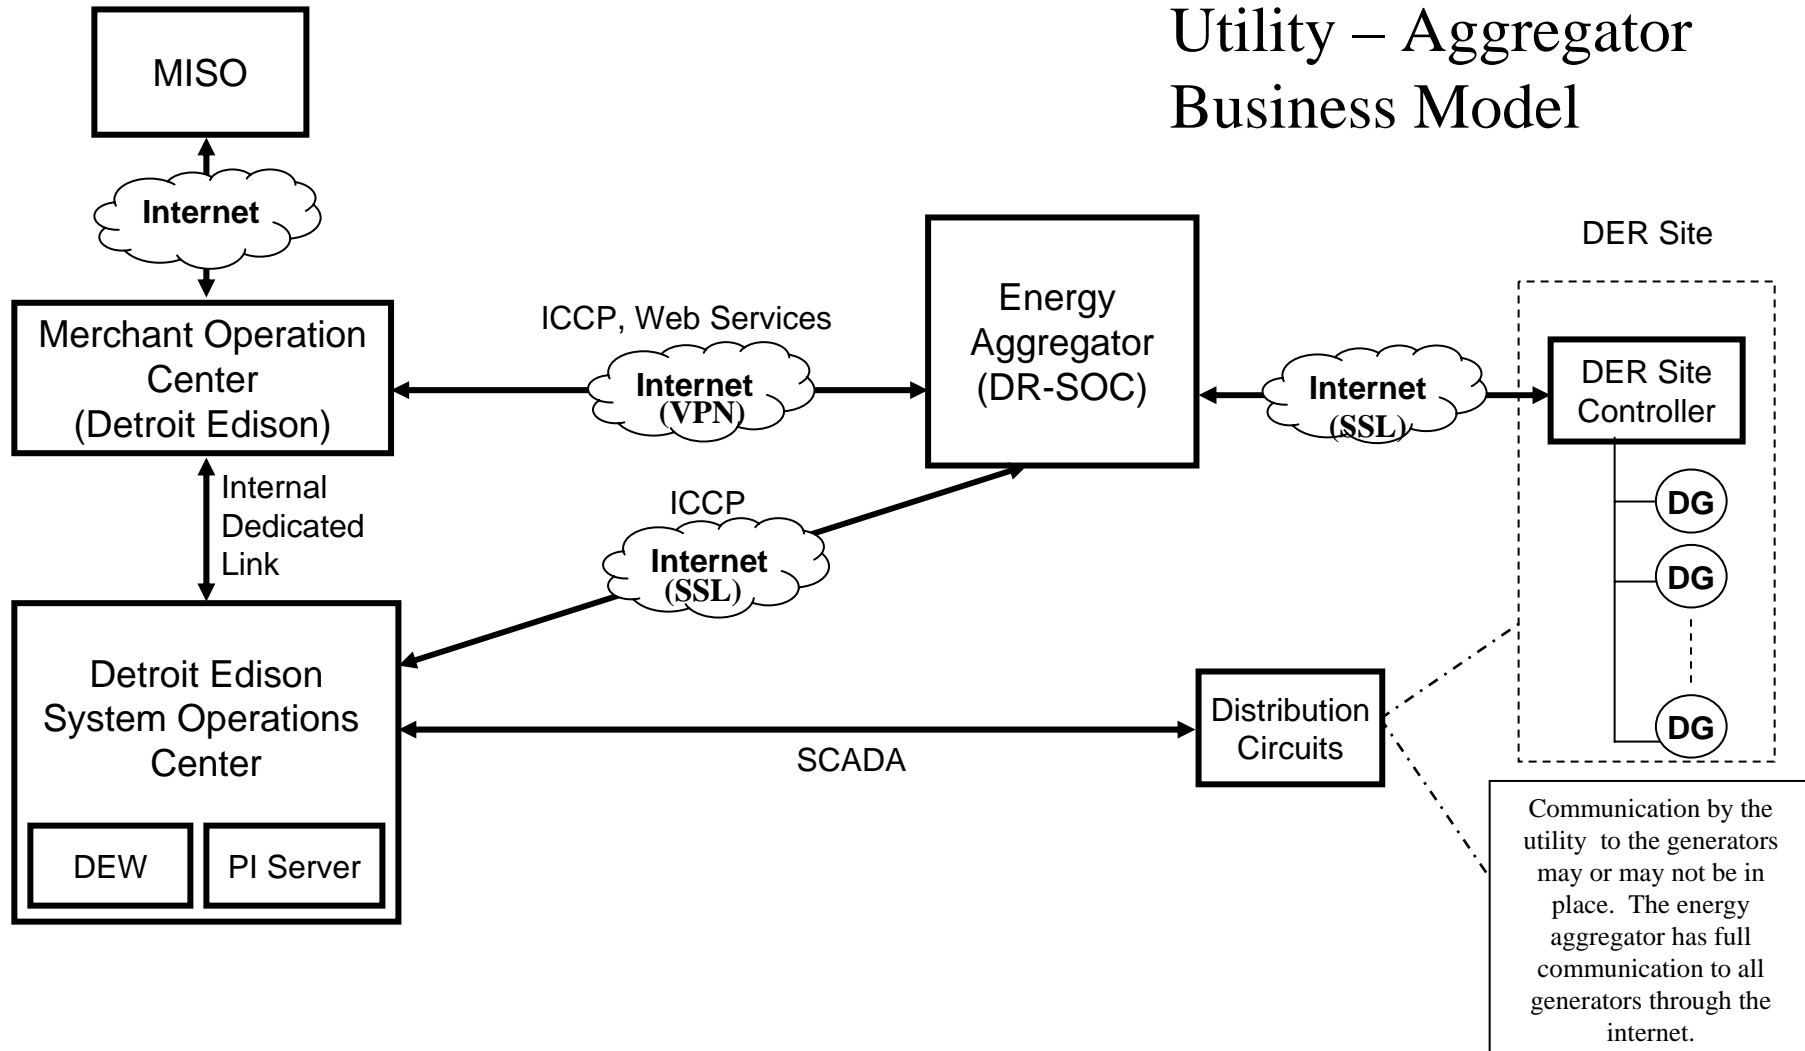 Utility – Aggregator
Business Model
MISO
Internet
Merchant Operation
Center
(Detroit Edison)
ICCP, Web Services
Internet
(VPN)
Energy
Aggregator
(DR-SOC)
Internet
(SSL)
DER Site
DER Site
Controller
DG
DG
DG
Internal
Dedicated
Link
ICCP
Internet
(SSL)
Detroit Edison
System Operations
Center
DEW
PI Server
SCADA
Distribution
Circuits
Communication by the
utility  to the generators
may or may not be in
place.  The energy
aggregator has full
communication to all
generators through the
internet.